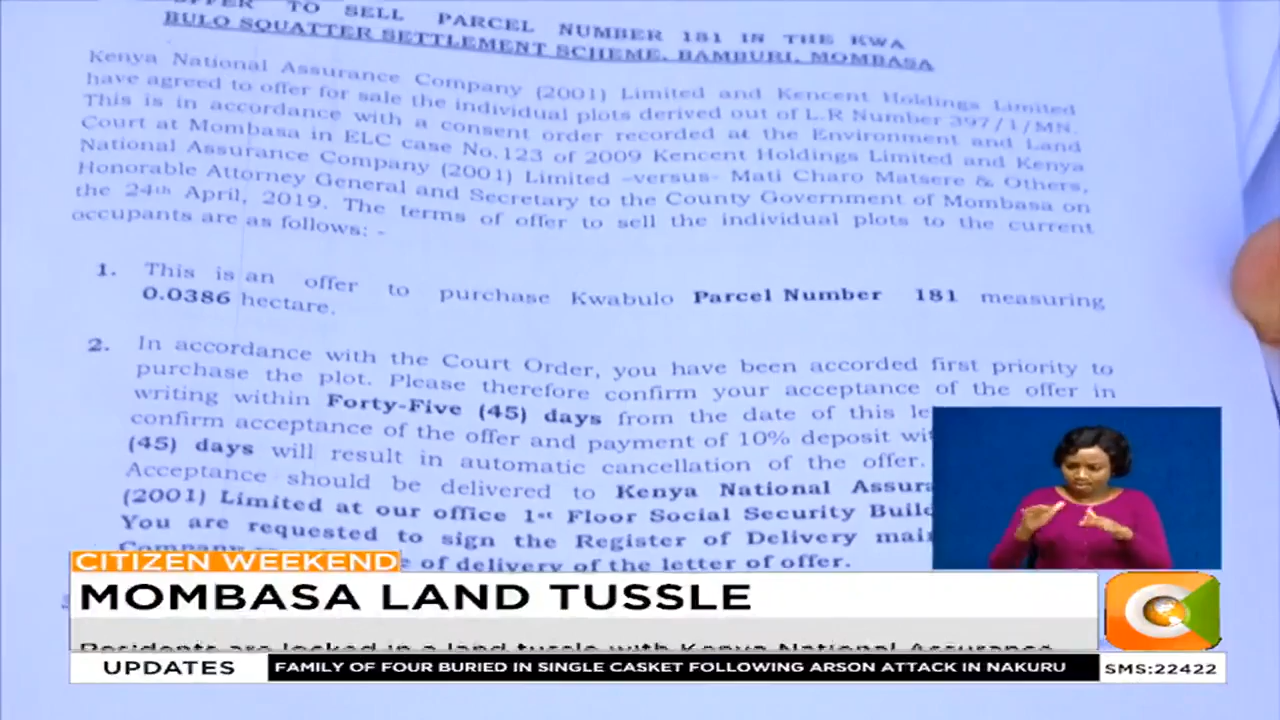 TO SELL PARCEL NUMBER 181 IN THE KWA
BULO SQUATTER SETTLEMENT SCHEME, BAMBURI, MOMBASA
Kenya National Assurance Company (2001) Limited and Kencent Holdings Limited
have agreed to offer for sale the individual plots derived out of L.R Number 397/1/MN.
This is in accordance with a consent order recorded at the Environment and Land
Court at Mombasa in ELC case No.123 of 2009 Kencent Holdings Limited and Kenya
National Assurance Company (2001) Limited –versus- Mati Charo Matsere & Others,
Honorable Attorney General and Secretary to the County Government of Mombasa on
the 24th April, 2019. The terms of offer to sell the individual plots to the current
occupants are as follows: -
1. This is an offer to purchase Kwabulo Parcel Number 181 measuring
0.0386 hectare.
2. In accordance with the Court Order, you have been accorded first priority to
purchase the plot. Please therefore confirm your acceptance of the offer in
writing within Forty-Five (45) days from the date of this
confirm acceptance of the offer and payment of 10% deposit
(45) days will result in automatic cancellation of the offer.
Acceptance should be delivered to Kenya National
(2001) Limited at our office 1st Floor Social Security
You are requested to sign the Register of Delivery
of delivery of the letter of offer.
CITIZEN WEEKEND
MOMBASA LAND TUSSLE
Residents are locked in a land tussle with Kenya National Assurance
UPDATES
FAMILY OF FOUR BURIED IN SINGLE CASKET FOLLOWING ARSON ATTACK IN NAKURU
SMS:22422